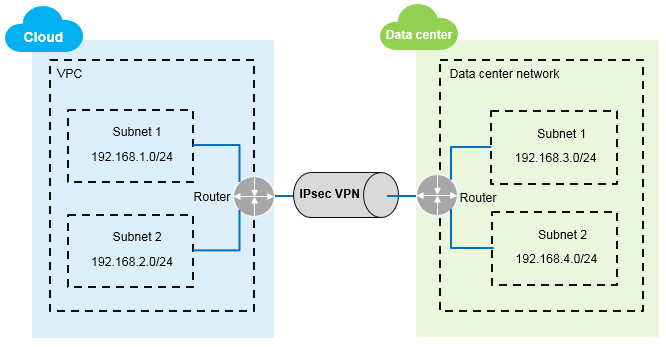 Cloud
VPC
Subnet 1
192.168.1.0/24
Router
Subnet 2
192.168.2.0/24
IPsec VPN
Data center
Data center network
Subnet 1
192.168.3.0/24
Router
Subnet 2
192.168.4.0/24